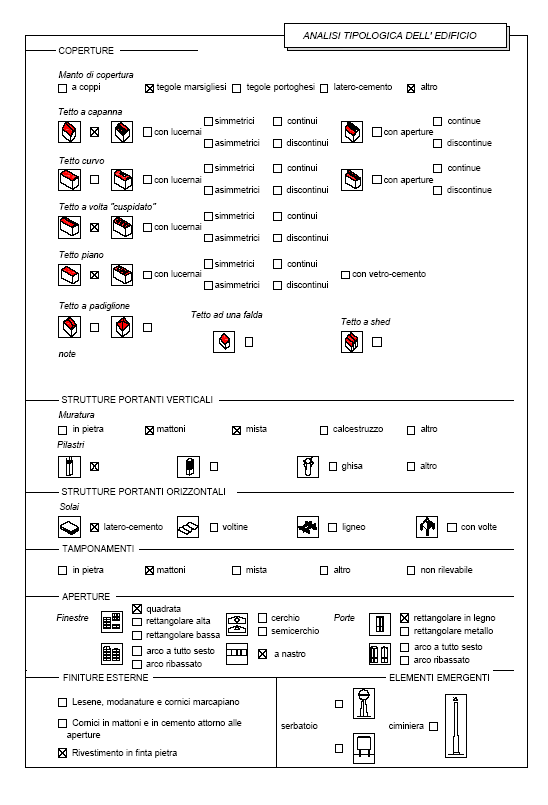 ANALISI TIPOLOGICA DELL' EDIFICIO
COPERTURE
Manto di copertura
a coppi tegole marsigliesi tegole portoghesi latero-cemento altro
Tetto a capanna
simmetrici continui continue
con lucernai con aperture
asimmetrici discontinui discontinue
Tetto curvo
simmetrici continui continue
con lucernai con aperture
asimmetrici discontinui discontinue
Tetto a volta "cuspidato"
simmetrici continui
con lucernai
asimmetrici discontinui
Tetto piano
simmetrici continui
con lucernai con vetro-cemento
asimmetrici discontinui
Tetto a padiglione
Tetto ad una falda
Tetto a shed
note
STRUTTURE PORTANTI VERTICALI
Muratura
in pietra mattoni mista calcestruzzo altro
Pilastri
ghisa altro
STRUTTURE PORTANTI ORIZZONTALI
Solai
latero-cemento voltine ligneo con volte
TAMPONAMENTI
in pietra mattoni mista altro non rilevabile
APERTURE
Finestre quadrata cerchio Porte rettangolare in legno
rettangolare alta semicerchio rettangolare metallo
rettangolare bassa
arco a tutto sesto a nastro arco a tutto sesto
arco ribassato arco ribassato
FINITURE ESTERNE
Lesene, modanature e cornici marcapiano
Cornici in mattoni e in cemento attorno alle
aperture
Rivestimento in finta pietra
ELEMENTI EMERGENTI
serbatoio ciminiera